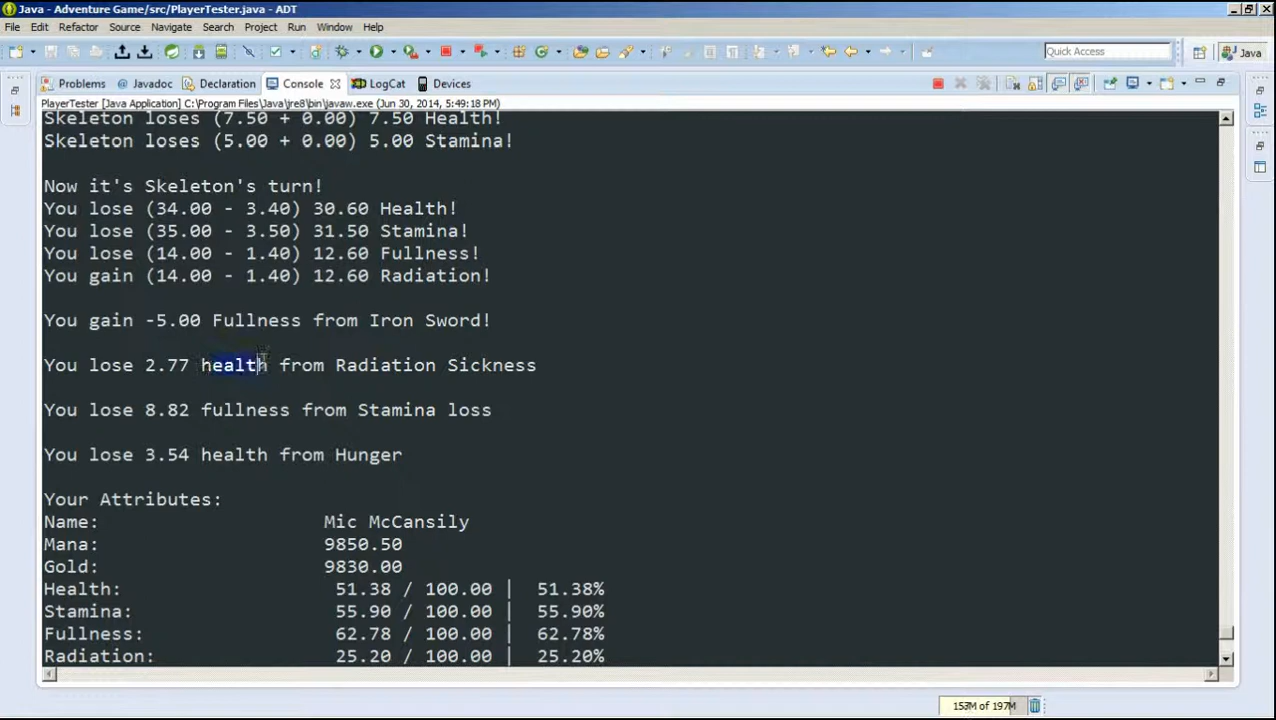 Java - Adventure Game/src/PlayerTester.java - ADT
File Edit Refactor Source Navigate Search Project Run Window Help
Quick Access
Java
Problems @ Javadoc Declaration Console LogCat Devices
PlayerTester [Java Application] C:\Program Files\Java\jre8\bin\javaw.exe (Jun 30, 2014, 5:49:18 PM)
Skeleton loses (7.50 + 0.00) 7.50 Health!
Skeleton loses (5.00 + 0.00) 5.00 Stamina!
Now it's Skeleton's turn!
You lose (34.00 - 3.40) 30.60 Health!
You lose (35.00 - 3.50) 31.50 Stamina!
You lose (14.00 - 1.40) 12.60 Fullness!
You gain (14.00 - 1.40) 12.60 Radiation!
You gain -5.00 Fullness from Iron Sword!
You lose 2.77 health from Radiation Sickness
You lose 8.82 fullness from Stamina loss
You lose 3.54 health from Hunger
Your Attributes:
Name: Mic McCansily
Mana: 9850.50
Gold: 9830.00
Health: 51.38 / 100.00 | 51.38%
Stamina: 55.90 / 100.00 | 55.90%
Fullness: 62.78 / 100.00 | 62.78%
Radiation: 25.20 / 100.00 | 25.20%
153M of 197M